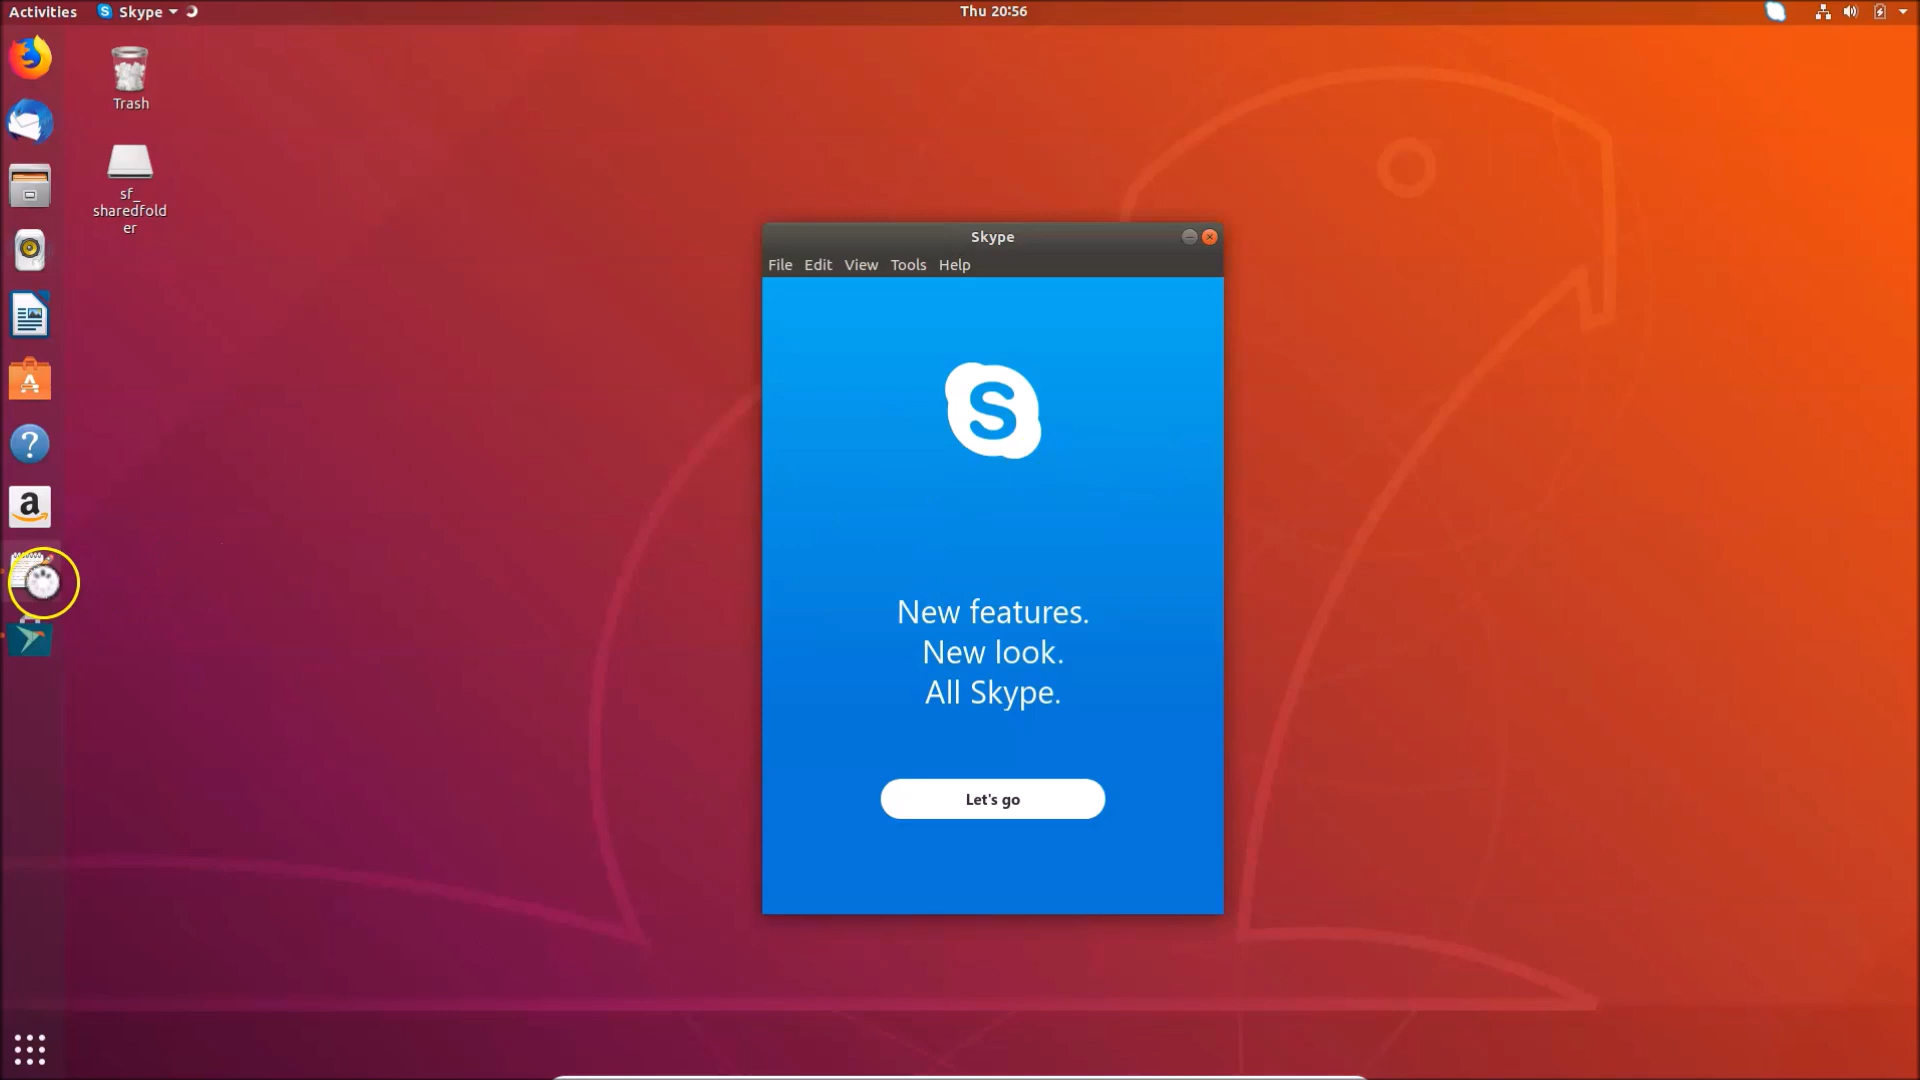 Activities
Skype
Thu 20:56
Trash
sf_
sharedfold
er
Skype
File Edit View Tools Help
S
New features.
New look.
All Skype.
Let's go